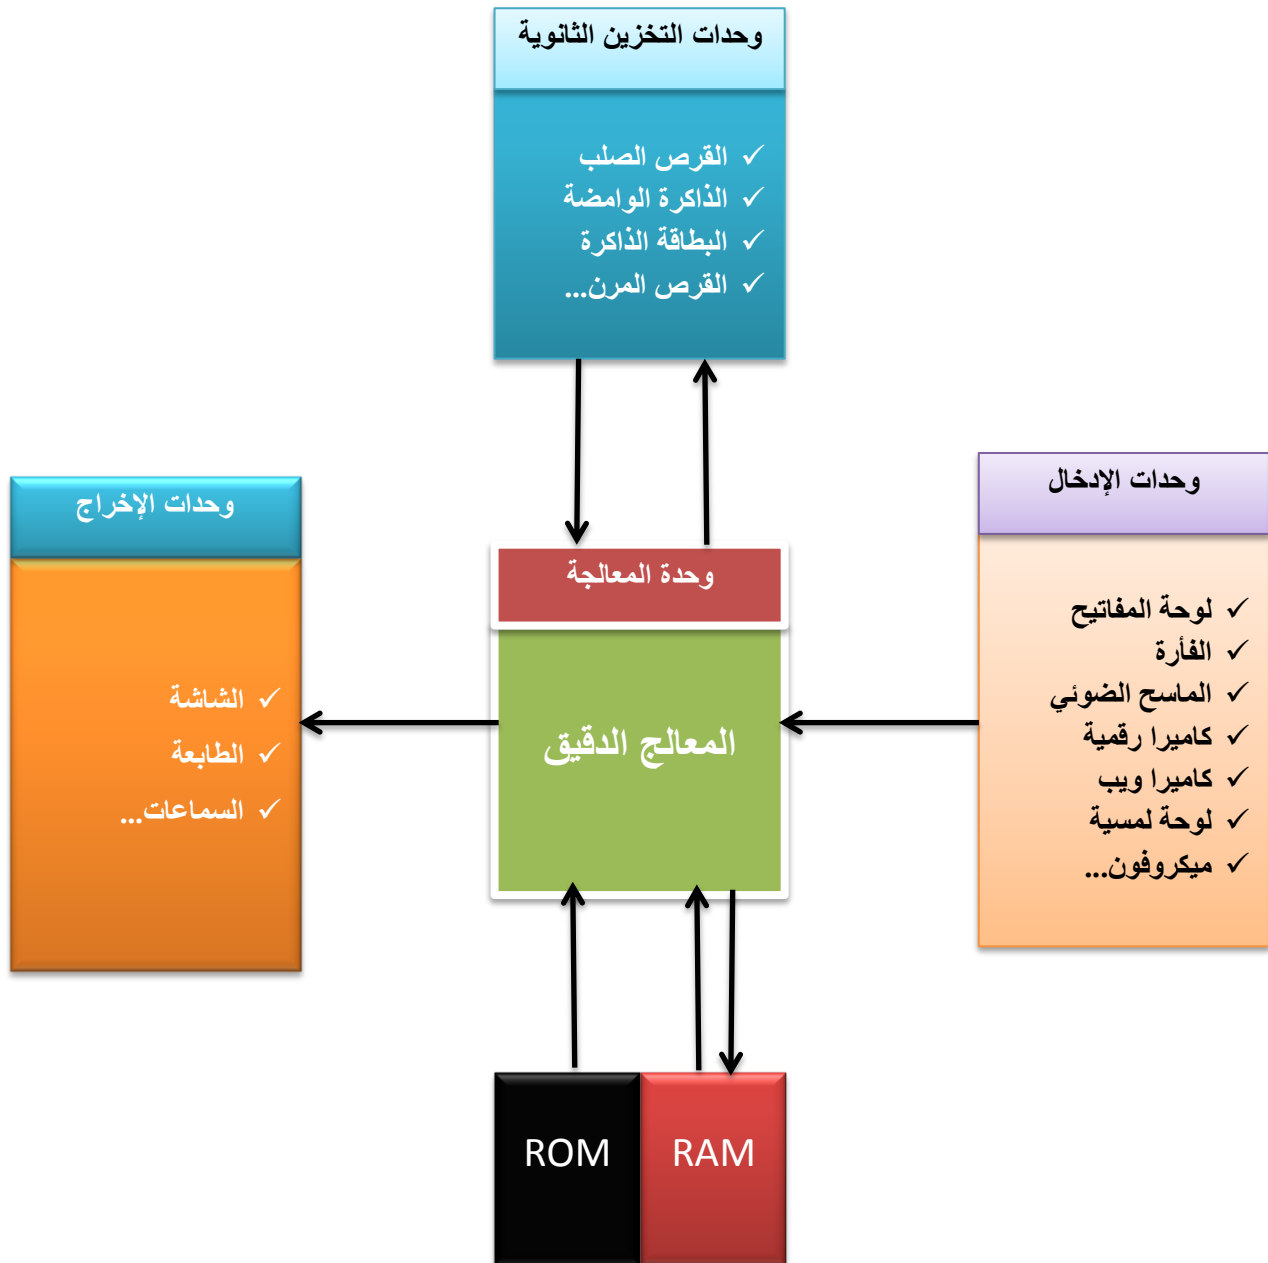 وحدات التخزين الثانوية
✓ القرص الصلب
✓ الذاكرة الوامضة
✓ البطاقة الذاكرة
✓ القرص المرن...
وحدات الإدخال
✓ لوحة المفاتيح
✓ الفأرة
✓ الماسح الضوئي
✓ كاميرا رقمية
✓ كاميرا ويب
✓ لوحة لمسية
✓ ميكروفون...
وحدة المعالجة
المعالج الدقيق
وحدات الإخراج
✓ الشاشة
✓ الطابعة
✓ السماعات...
ROM
RAM